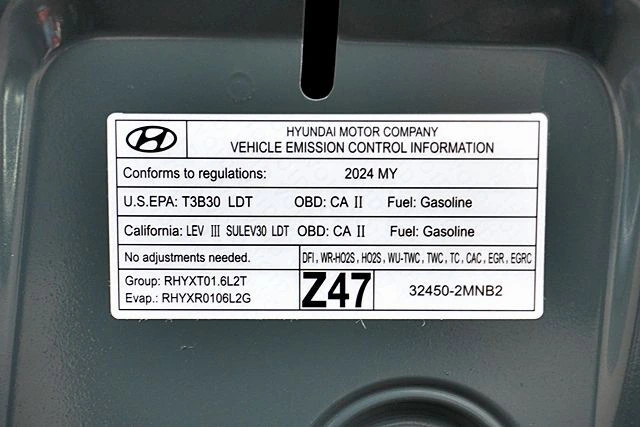 HYUNDAI MOTOR COMPANY
VEHICLE EMISSION CONTROL INFORMATION
Conforms to regulations: 2024 MY
U.S.EPA: T3B30 LDT OBD: CA II Fuel: Gasoline
California: LEV III SULEV30 LDT OBD: CA II Fuel: Gasoline
No adjustments needed. DFI, WR-HO2S, HO2S, WU-TWC, TWC, TC, CAC, EGR, EGRC
Group: RHYXT01.6L2T
Evap.: RHYXR0106L2G
Z47
32450-2MNB2